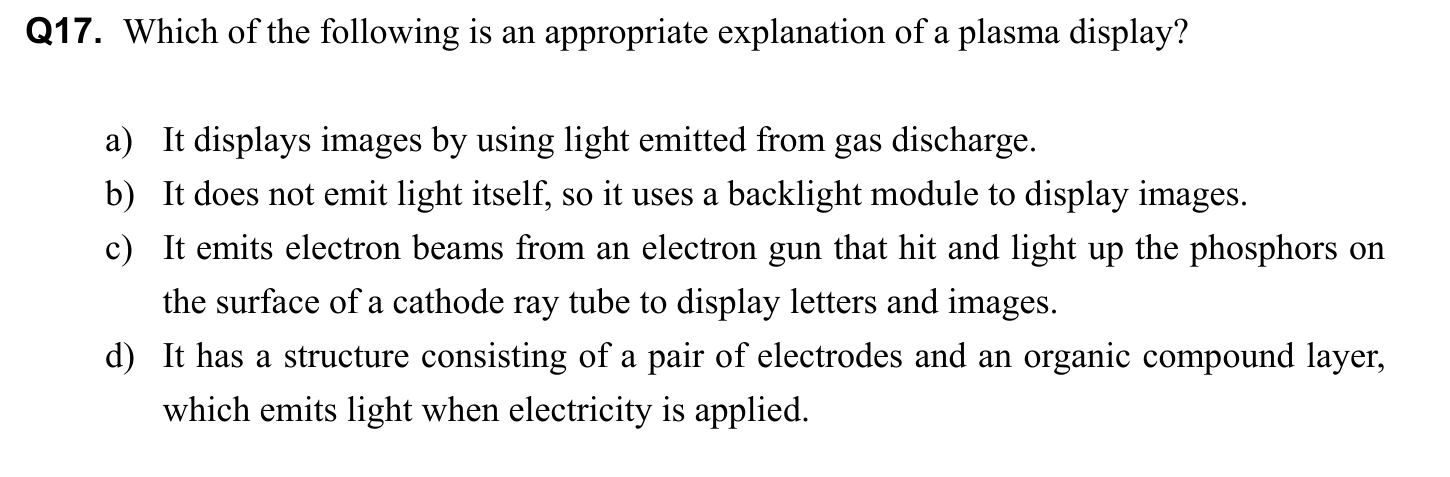 Q17. Which of the following is an appropriate explanation of a plasma display?
a) It displays images by using light emitted from gas discharge.
b) It does not emit light itself, so it uses a backlight module to display images.
c) It emits electron beams from an electron gun that hit and light up the phosphors on
the surface of a cathode ray tube to display letters and images.
d) It has a structure consisting of a pair of electrodes and an organic compound layer,
which emits light when electricity is applied.